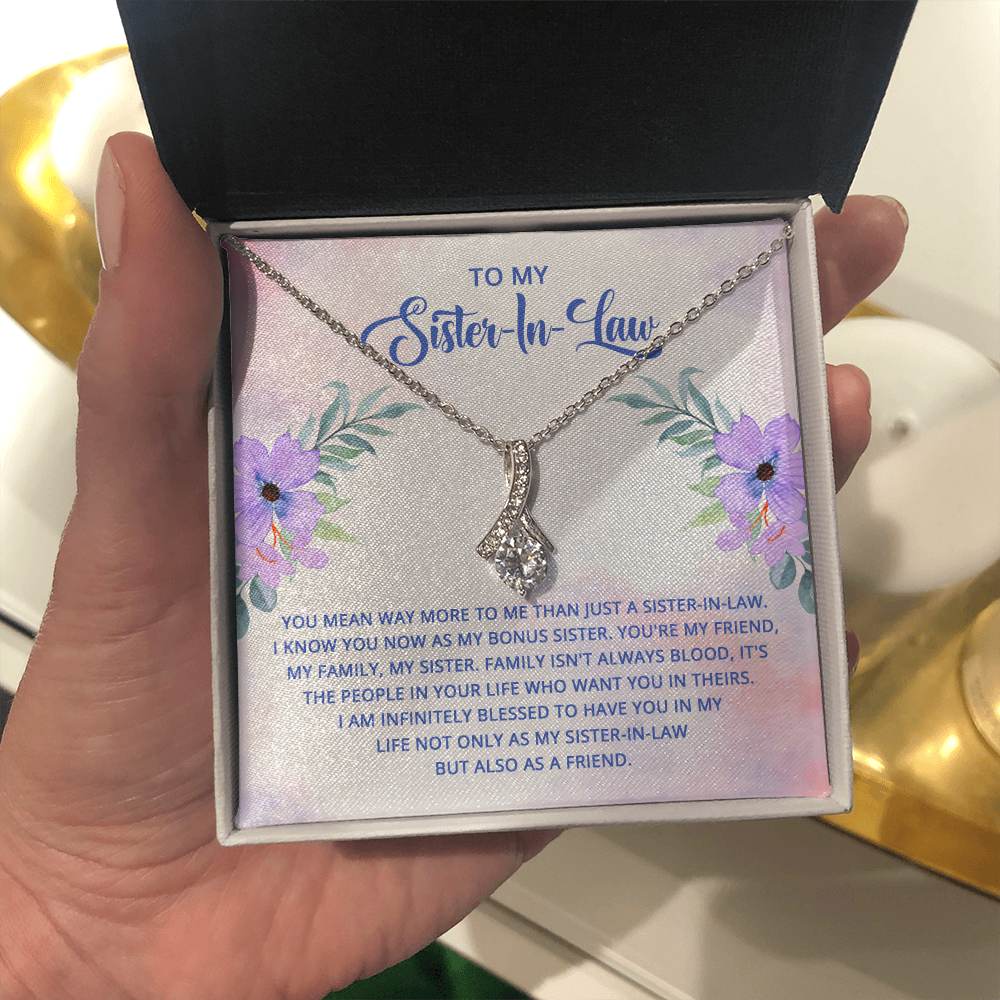 TO MY
Sister-In-Law
YOU MEAN WAY MORE TO ME THAN JUST A SISTER-IN-LAW.
I KNOW YOU NOW AS MY BONUS SISTER. YOU'RE MY FRIEND,
MY FAMILY, MY SISTER. FAMILY ISN'T ALWAYS BLOOD, IT'S
THE PEOPLE IN YOUR LIFE WHO WANT YOU IN THEIRS.
I AM INFINITELY BLESSED TO HAVE YOU IN MY
LIFE NOT ONLY AS MY SISTER-IN-LAW
BUT ALSO AS A FRIEND.